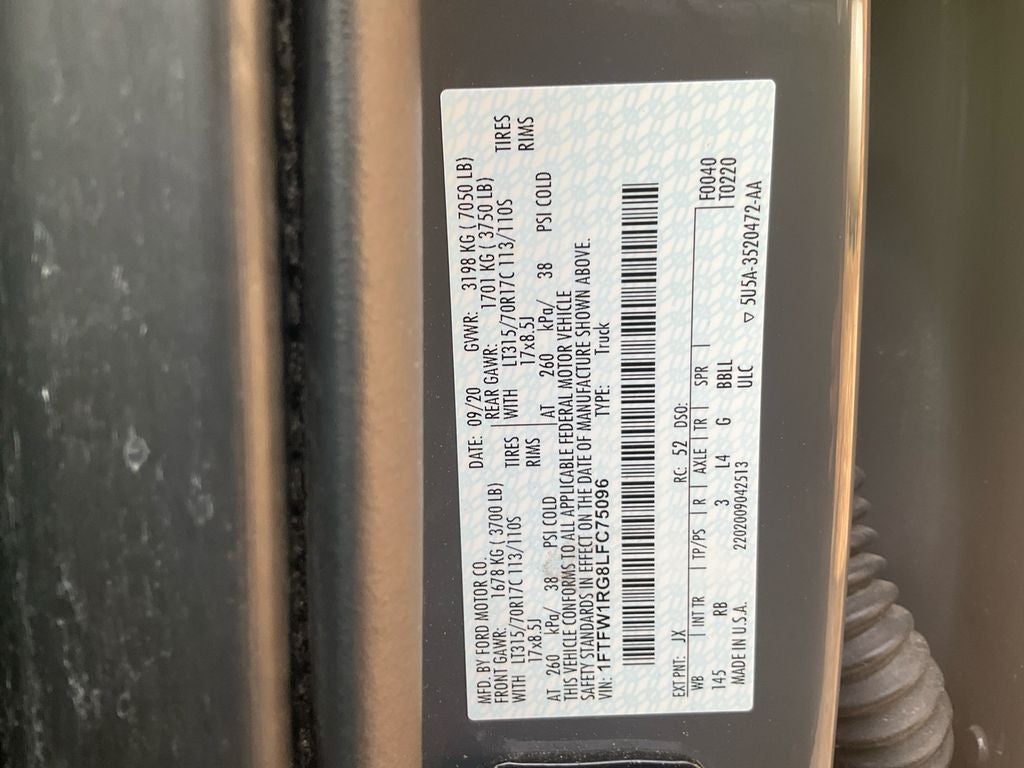 MFD. BY FORD MOTOR CO. DATE: 09/20 GVWR: 3198 KG ( 7050 LB)
FRONT GAWR: 1678 KG ( 3700 LB) REAR GAWR: 1701 KG ( 3750 LB)
WITH LT315/70R17C 113/110S TIRES WITH LT315/70R17C 113/110S TIRES
17x8.5J RIMS 17x8.5J RIMS
AT 260 kPa/ 38 PSI COLD AT 260 kPa/ 38 PSI COLD
THIS VEHICLE CONFORMS TO ALL APPLICABLE FEDERAL MOTOR VEHICLE
SAFETY STANDARDS IN EFFECT ON THE DATE OF MANUFACTURE SHOWN ABOVE.
VIN: 1FTFW1RG8LFC75096 TYPE: Truck
EXT PNT: JX RC: 52 DSO:
WB INT TR TP/PS R AXLE TR SPR F0040
145 RB 3 L4 G BBLL T0220
MADE IN U.S.A. 2202009042513 ULC
▽ 5U5A-3520472-AA